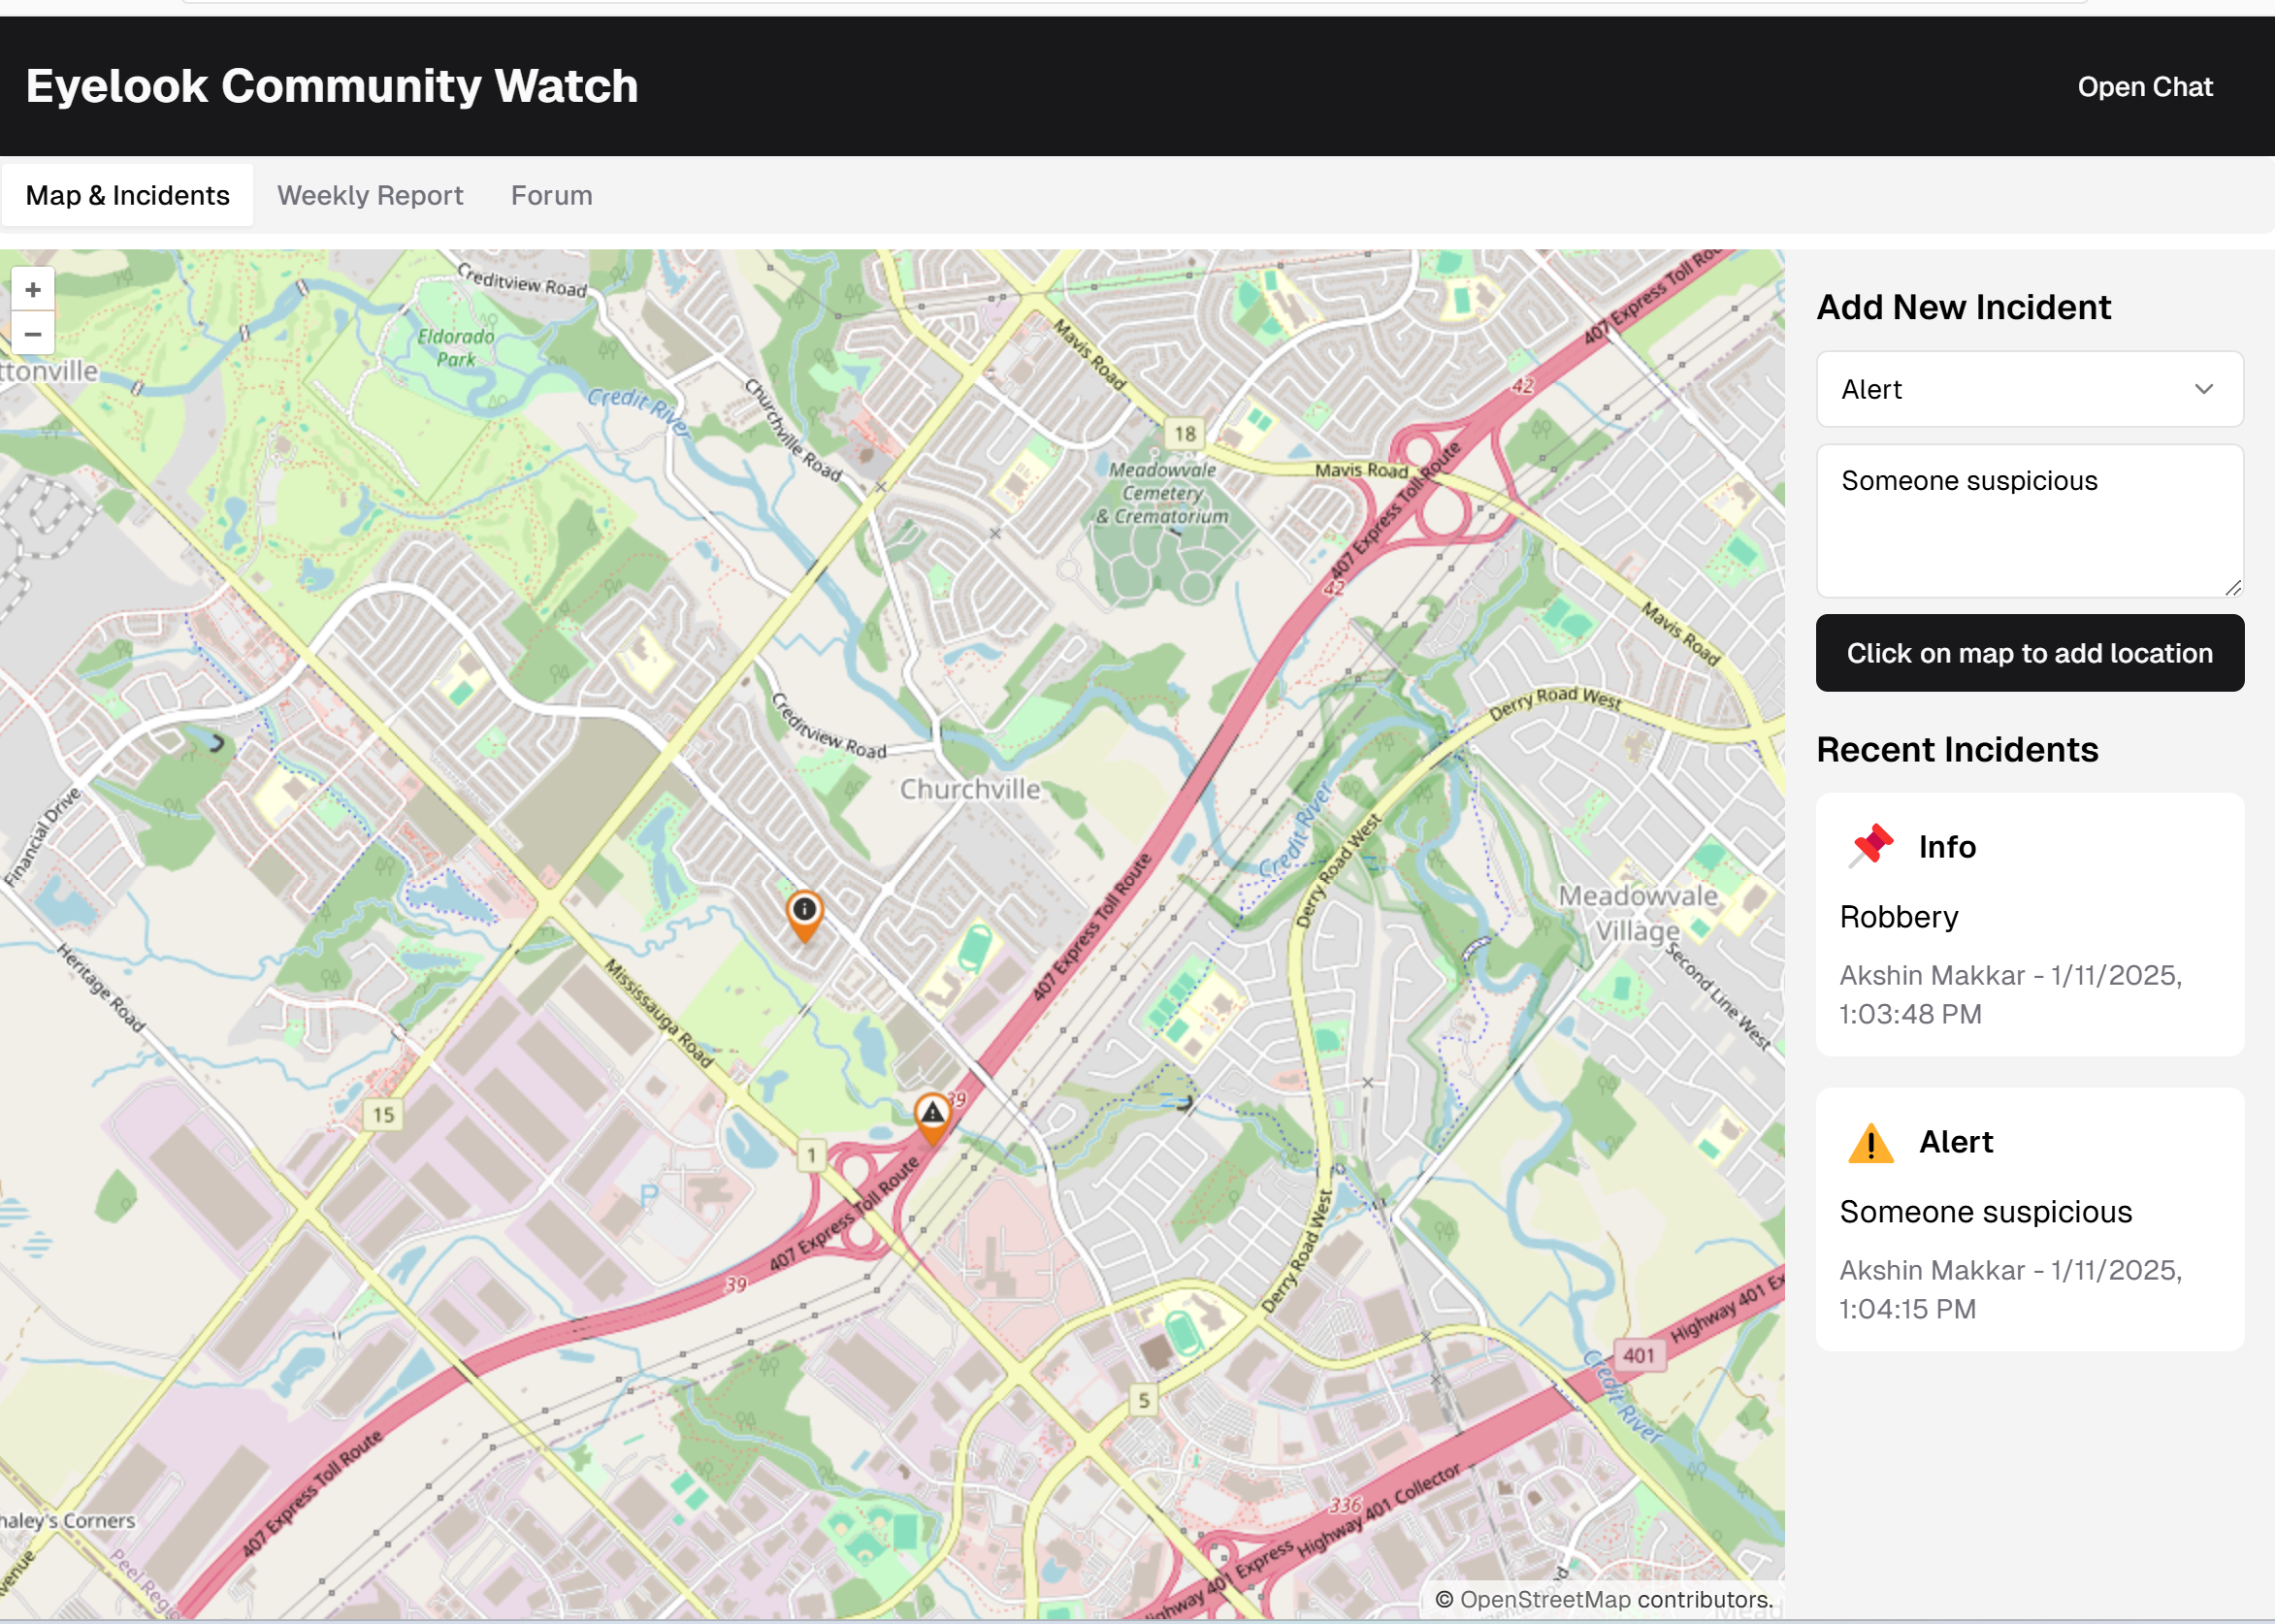 Eyelook Community Watch
Open Chat
Map & Incidents
Weekly Report
Forum
+
−
Creditview Road
Eldorado
Park
Credit River
Churchville Road
Mavis Road
18
Meadowvale
Cemetery
& Crematorium
Mavis Road
42
407 Express Toll Route
407 Express Toll Route
42
Mavis Road
Derry Road West
Creditview Road
Churchville
Financial Drive
Credit River
Derry Road West
Meadowvale
Village
Second Line West
407 Express Toll Route
Heritage Road
Mississauga Road
15
39
1
P
407 Express Toll Route
39
Derry Road West
401
Highway 401 Ex
Credit River
5
407 Express Toll Route
336
Highway 401 Collector
Highway 401 Express
haley's Corners
Peel Regio
© OpenStreetMap contributors.
Add New Incident
Alert
Someone suspicious
Click on map to add location
Recent Incidents
Info
Robbery
Akshin Makkar - 1/11/2025,
1:03:48 PM
Alert
Someone suspicious
Akshin Makkar - 1/11/2025,
1:04:15 PM